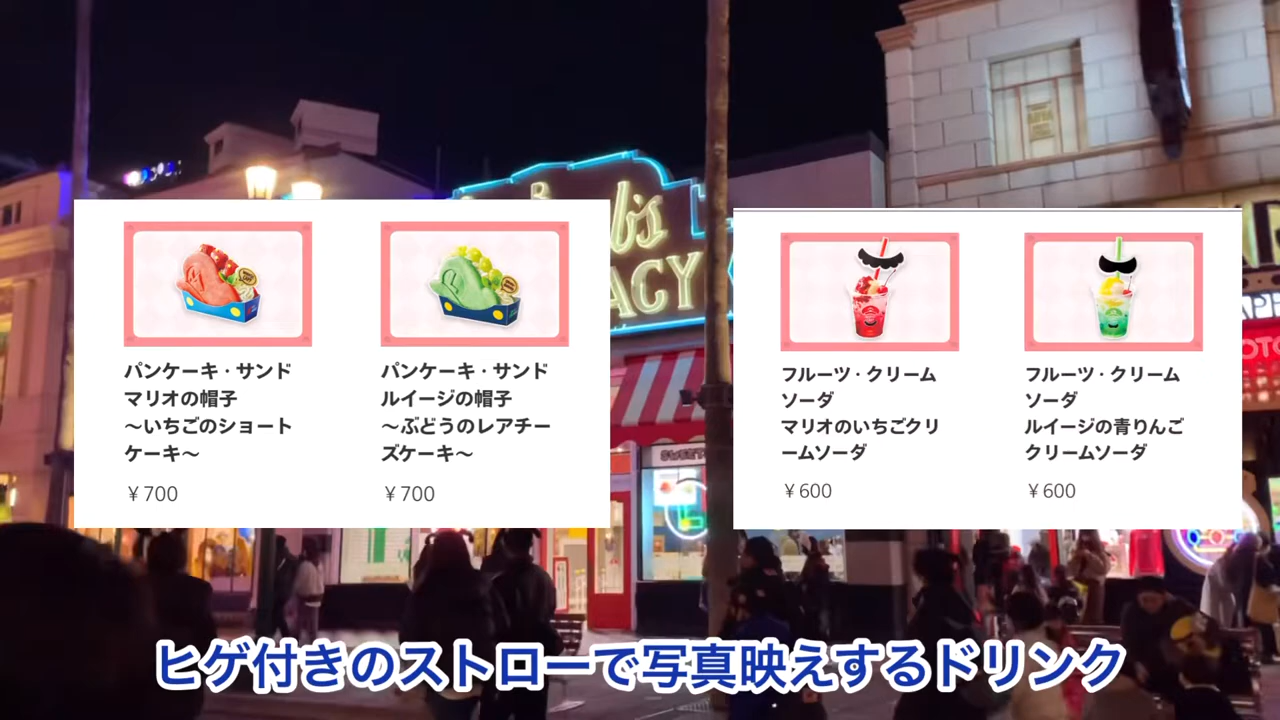 b's
ACY
パンケーキ・サンド
マリオの帽子
～いちごのショート
ケーキ～
￥700
パンケーキ・サンド
ルイージの帽子
～ぶどうのレアチー
ズケーキ～
￥700
フルーツ・クリーム
ソーダ
マリオのいちごクリ
ームソーダ
￥600
フルーツ・クリーム
ソーダ
ルイージの青りんご
クリームソーダ
￥600
ヒゲ付きのストローで写真映えするドリンク